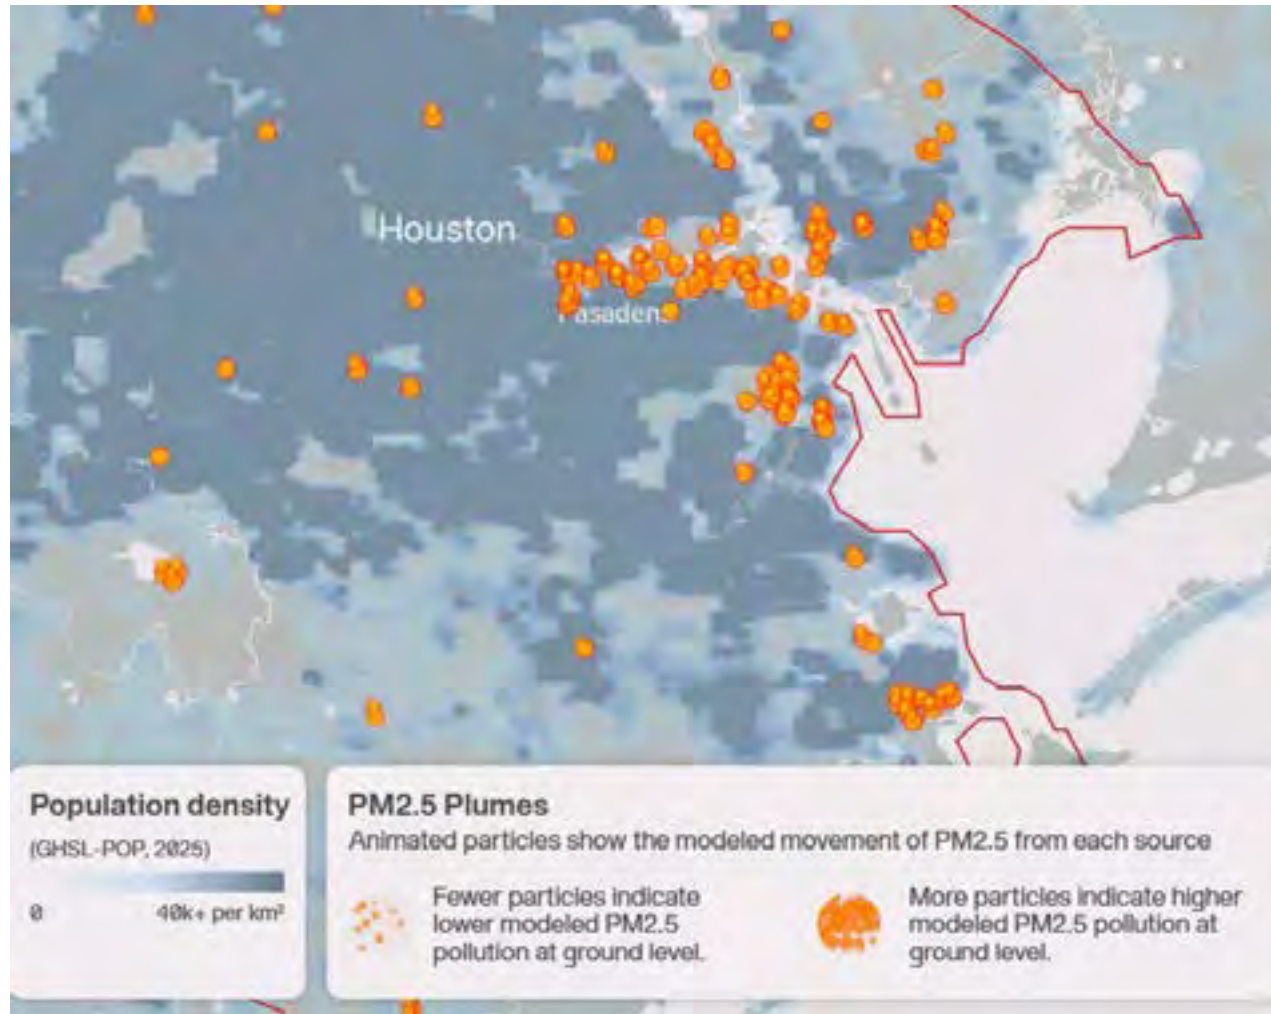 Houston
Pasadena
Population density
(GHSL-POP, 2025)
0
40k+ per km²
PM2.5 Plumes
Animated particles show the modeled movement of PM2.5 from each source
Fewer particles indicate
lower modeled PM2.5
pollution at ground level.
More particles indicate higher
modeled PM2.5 pollution at
ground level.